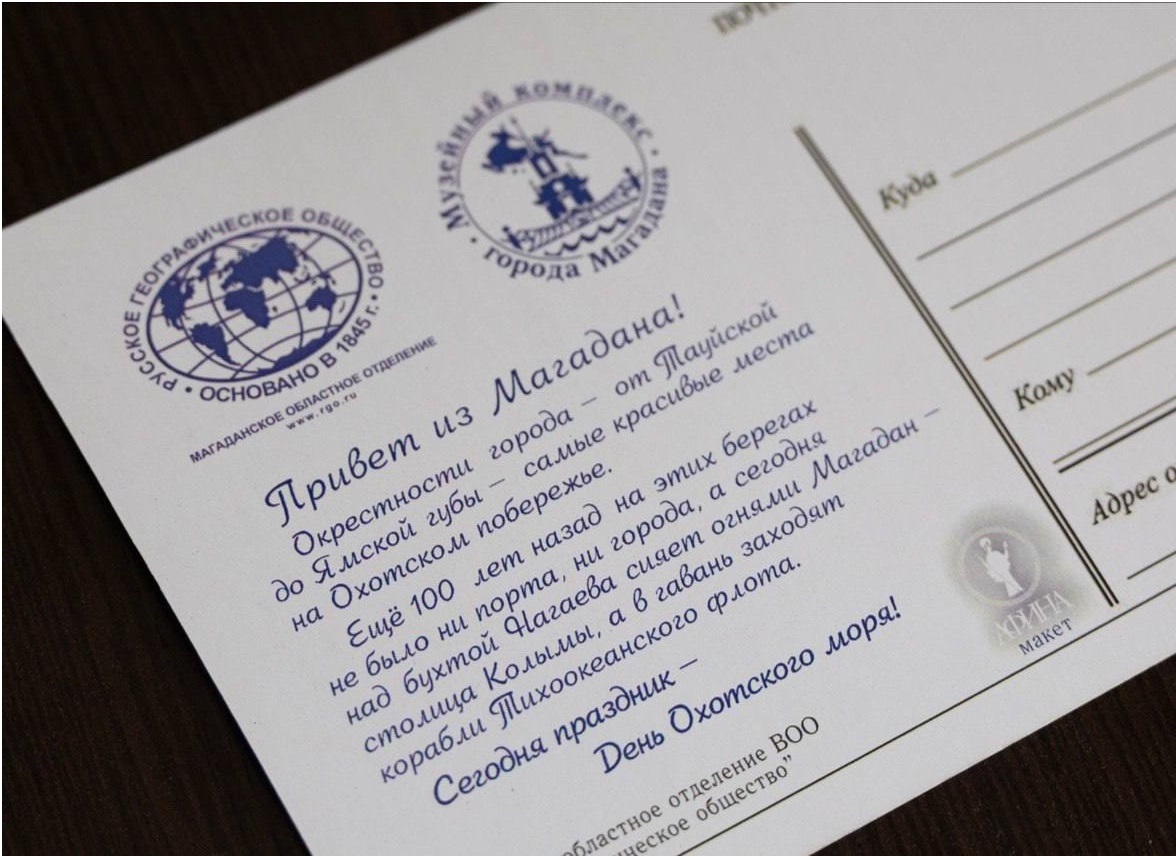 Музейный комплекс
города Магадана
РУССКОЕ ГЕОГРАФИЧЕСКОЕ ОБЩЕСТВО
ОСНОВАНО В 1845 г.
МАГАДАНСКОЕ ОБЛАСТНОЕ ОТДЕЛЕНИЕ
www.rgo.ru
Привет из Магадана!
Окрестности города – от Тауйской
до Ямской губы – самые красивые места
на Охотском побережье.
Ещё 100 лет назад на этих берегах
не было ни порта, ни города, а сегодня
над бухтой Нагаева сияет огнями Магадан –
столица Колымы, а в гавань заходят
корабли Тихоокеанского флота.
Сегодня праздник –
День Охотского моря!
областное отделение ВОО
общество”
макет
Куда
Кому
Адрес